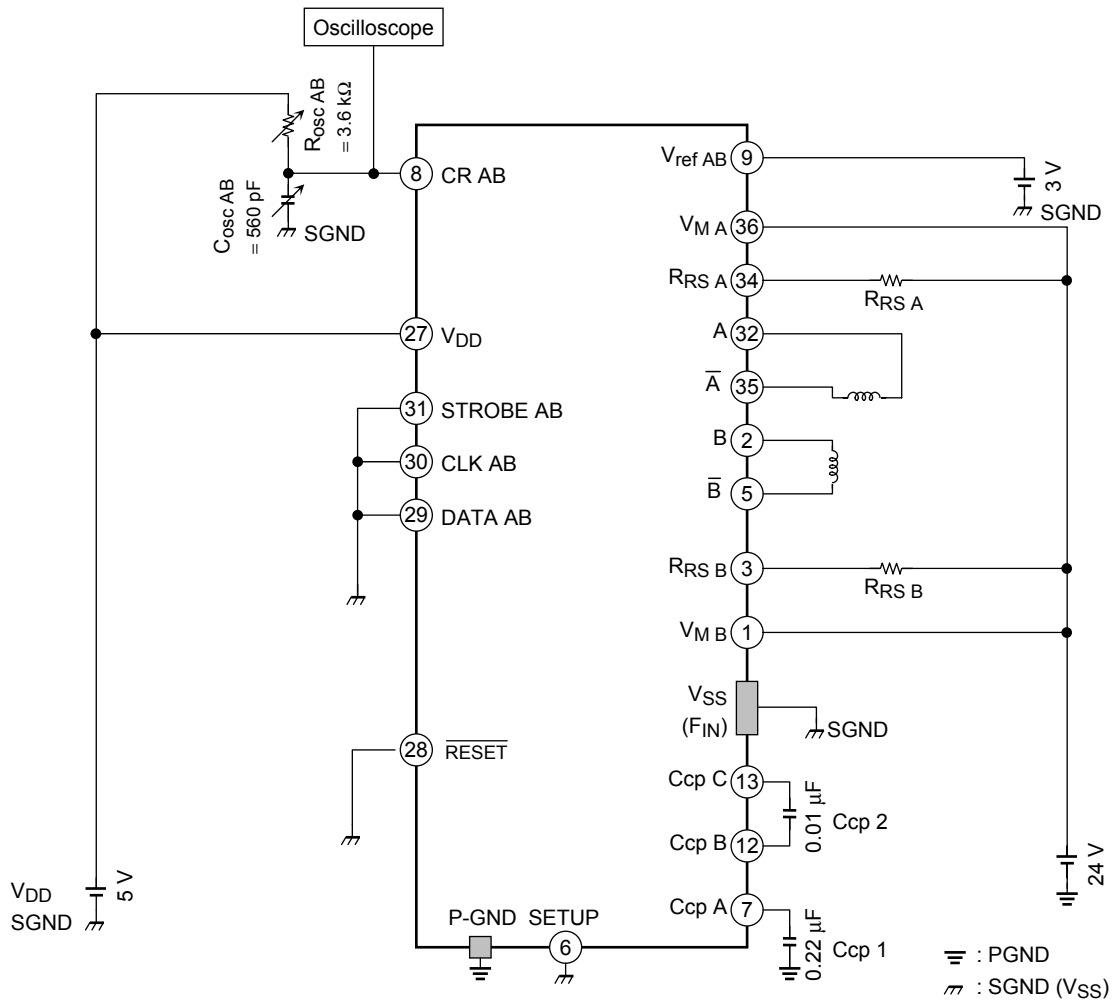 Oscilloscope
Rosc AB
= 3.6 kΩ
Cosc AB
= 560 pF
SGND
8 CR AB
27 VDD
31 STROBE AB
30 CLK AB
29 DATA AB
28 RESET
VDD
SGND
5 V
P-GND
SETUP
6
Vref AB 9
3 V
SGND
VM A 36
RRS A 34
RRS A
A 32
A 35
B 2
B 5
RRS B 3
RRS B
VM B 1
VSS
(FIN)
SGND
Ccp C 13
0.01 µF
Ccp 2
Ccp B 12
Ccp A 7
0.22 µF
Ccp 1
24 V
: PGND
: SGND (VSS)